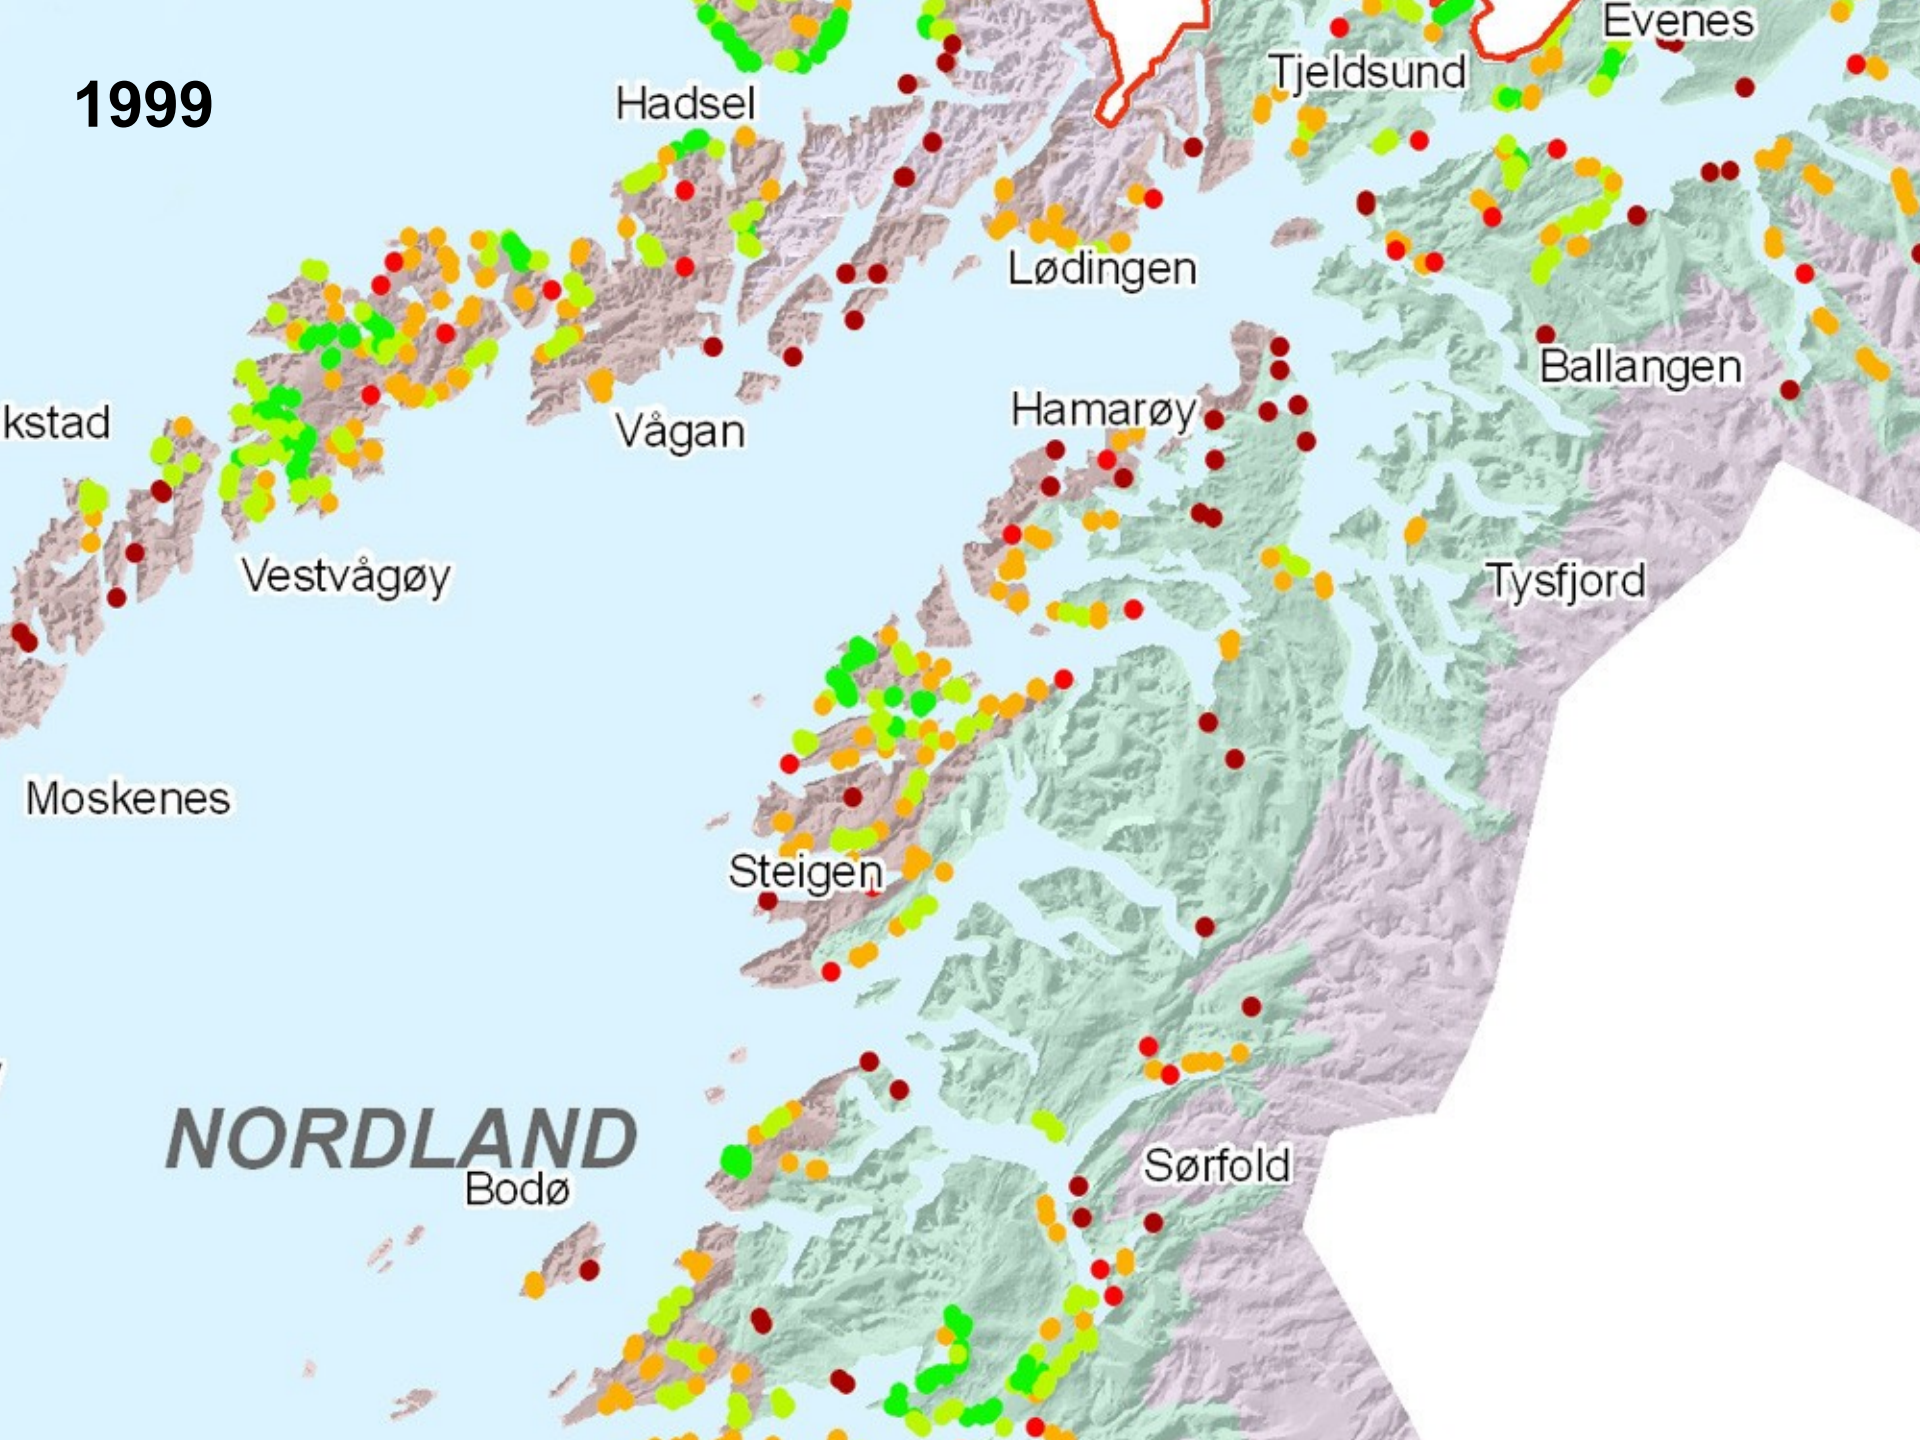 Evenes
Tjeldsund
1999
Hadsel
Lødingen
Ballangen
Hamarøy
kstad
Vågan
Vestvågøy
Tysfjord
Moskenes
Steigen
NORDLAND
Sørfold
Bodø